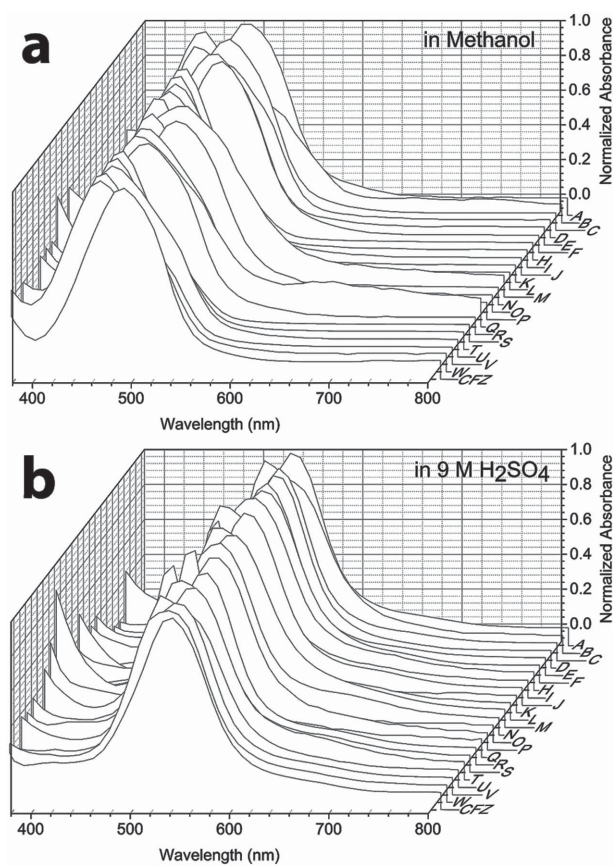 a
in Methanol
1.0
0.8
0.6
0.4
0.2
0.0
Normalized Absorbance
A
B
C
D
E
F
H
I
J
K
L
M
N
O
P
Q
R
S
T
U
V
W
CF
Z
400 500 600 700 800
Wavelength (nm)
b
in 9 M H2SO4
1.0
0.8
0.6
0.4
0.2
0.0
Normalized Absorbance
A
B
C
D
E
F
H
I
J
K
L
M
N
O
P
Q
R
S
T
U
V
W
CF
Z
400 500 600 700 800
Wavelength (nm)